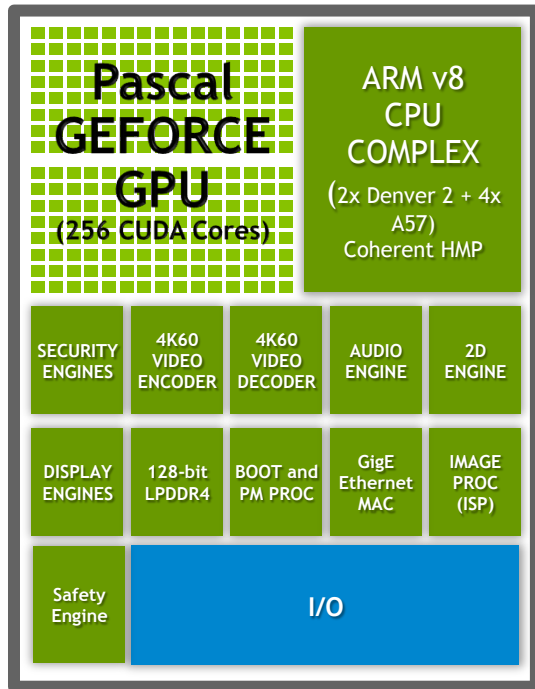 Pascal
GEFORCE
GPU
(256 CUDA Cores)
ARM v8
CPU
COMPLEX
(2x Denver 2 + 4x
A57)
Coherent HMP
SECURITY
ENGINES
4K60
VIDEO
ENCODER
4K60
VIDEO
DECODER
AUDIO
ENGINE
2D
ENGINE
DISPLAY
ENGINES
128-bit
LPDDR4
BOOT and
PM PROC
GigE
Ethernet
MAC
IMAGE
PROC
(ISP)
Safety
Engine
I/O